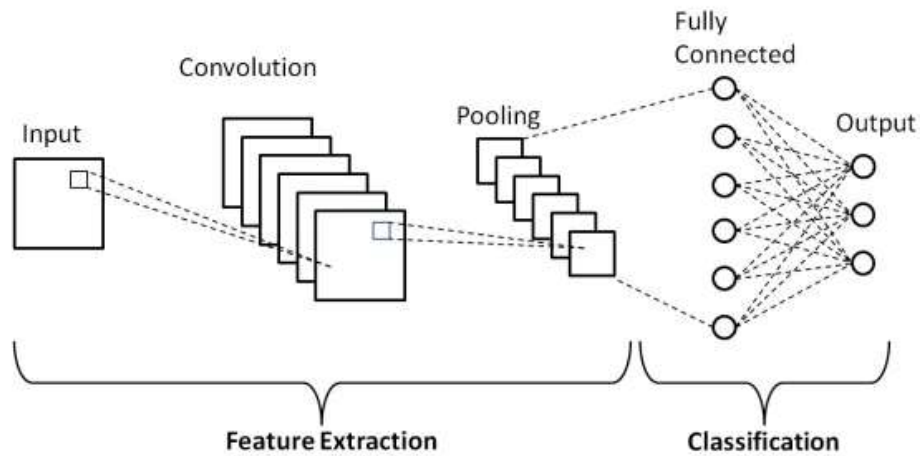 Fully
Connected
Convolution
Pooling
Input
Output
Feature Extraction
Classification